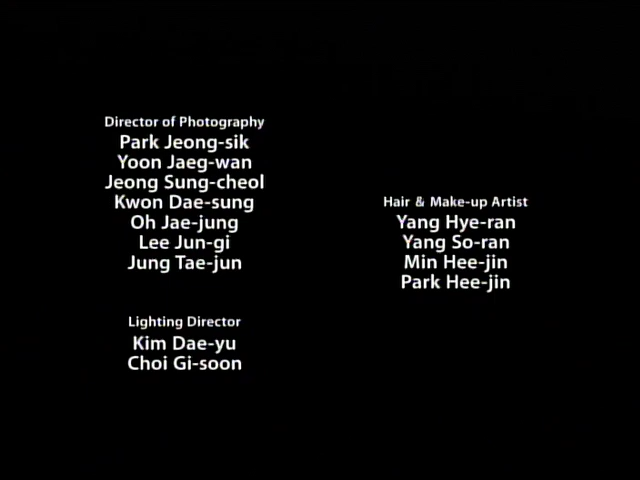 Director of Photography
Park Jeong-sik
Yoon Jaeg-wan
Jeong Sung-cheol
Kwon Dae-sung
Oh Jae-jung
Lee Jun-gi
Jung Tae-jun
Lighting Director
Kim Dae-yu
Choi Gi-soon
Hair & Make-up Artist
Yang Hye-ran
Yang So-ran
Min Hee-jin
Park Hee-jin